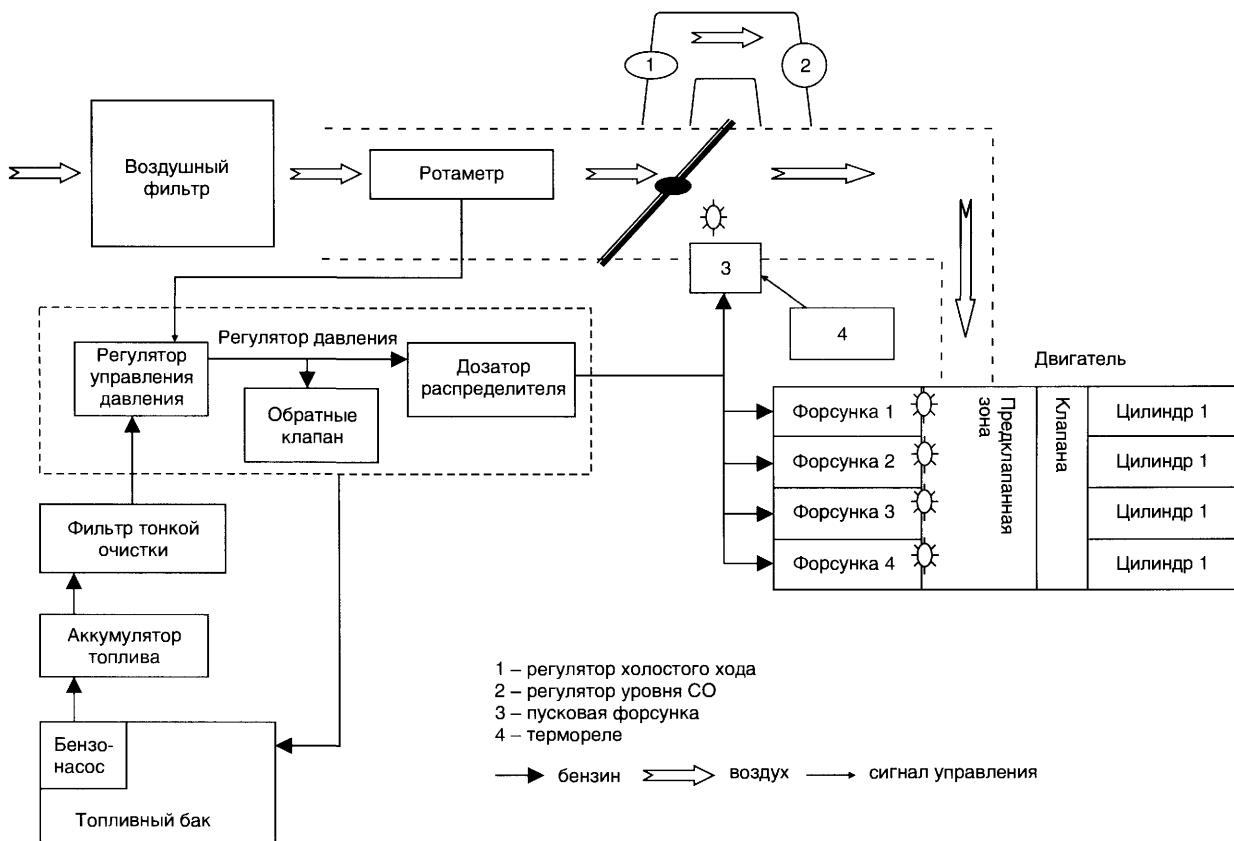 1
2
Воздушный
фильтр
Ротаметр
3
4
Регулятор давления
Регулятор
управления
давления
Дозатор
распределителя
Обратные
клапан
Двигатель
Форсунка 1
Форсунка 2
Форсунка 3
Форсунка 4
Предклапанная
зона
Клапана
Цилиндр 1
Цилиндр 1
Цилиндр 1
Цилиндр 1
Фильтр тонкой
очистки
Аккумулятор
топлива
Бензо-
насос
Топливный бак
1 – регулятор холостого хода
2 – регулятор уровня СО
3 – пусковая форсунка
4 – термореле
бензин
воздух
сигнал управления